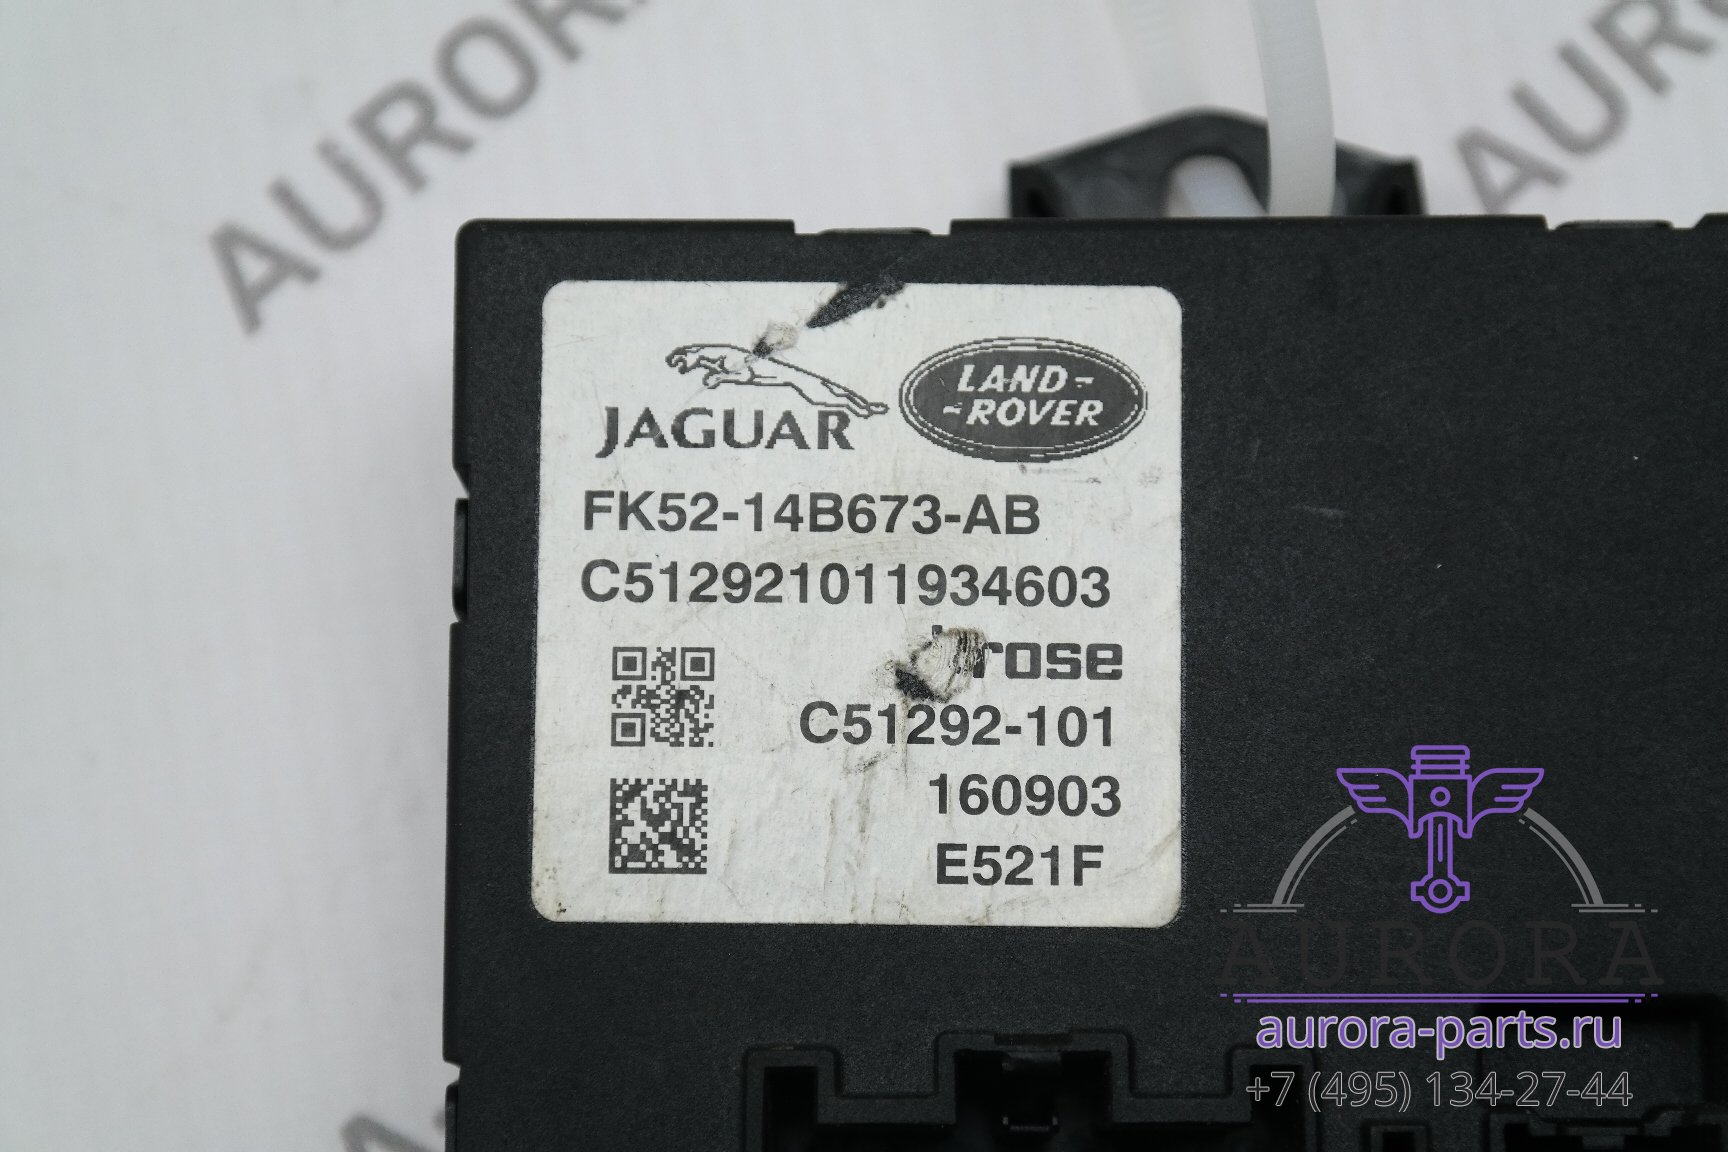 AURORA
AUROR
JAGUAR
LAND-
-ROVER
FK52-14B673-AB
C512921011934603
rose
C51292-101
160903
E521F
AURORA
aurora-parts.ru
+7 (495) 134-27-44